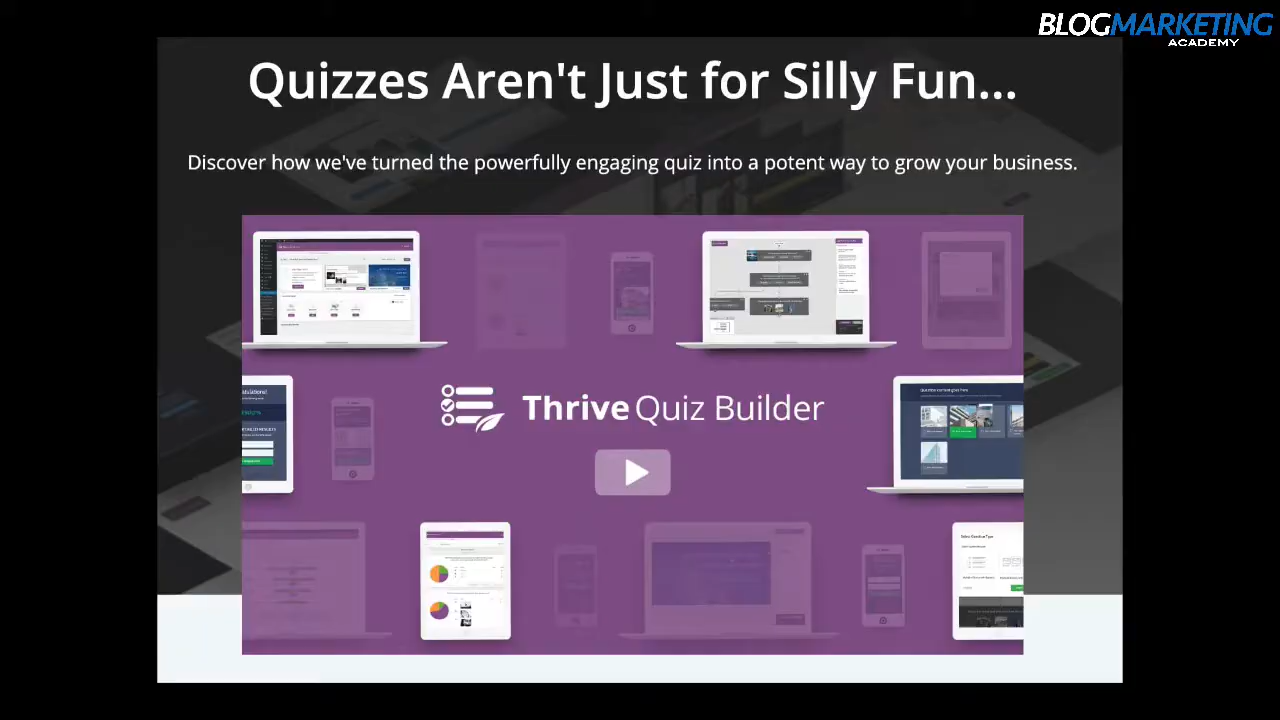 BLOGMARKETING
ACADEMY
Quizzes Aren't Just for Silly Fun...
Discover how we've turned the powerfully engaging quiz into a potent way to grow your business.
Thrive Quiz Builder